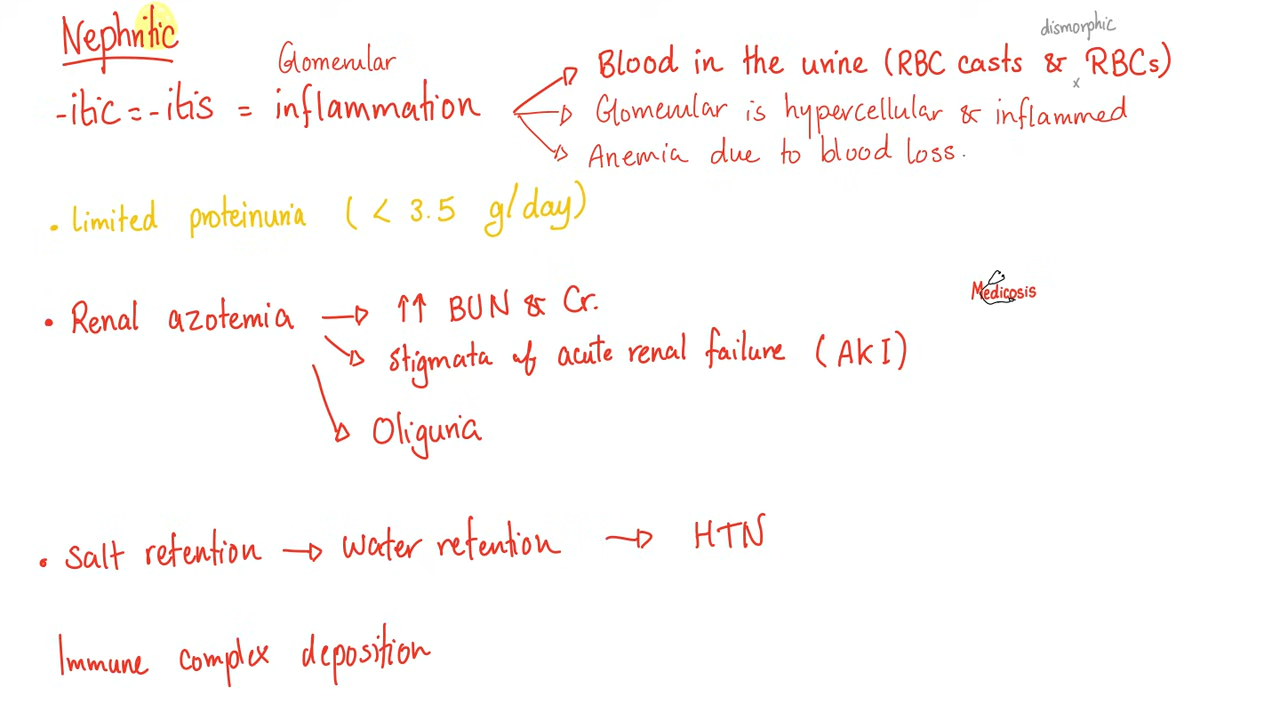 Nephritic
dismorphic
Glomerular
-itic = -itis = inflammation
Blood in the urine (RBC casts & RBCs)
x
Glomerular is hypercellular & inflammed
Anemia due to blood loss.
• limited proteinuria (< 3.5 g/day)
Medicosis
• Renal azotemia → ↑↑ BUN & Cr.
Stigmata of acute renal failure (AKI)
Oliguria
• Salt retention → water retention → HTN
Immune complex deposition